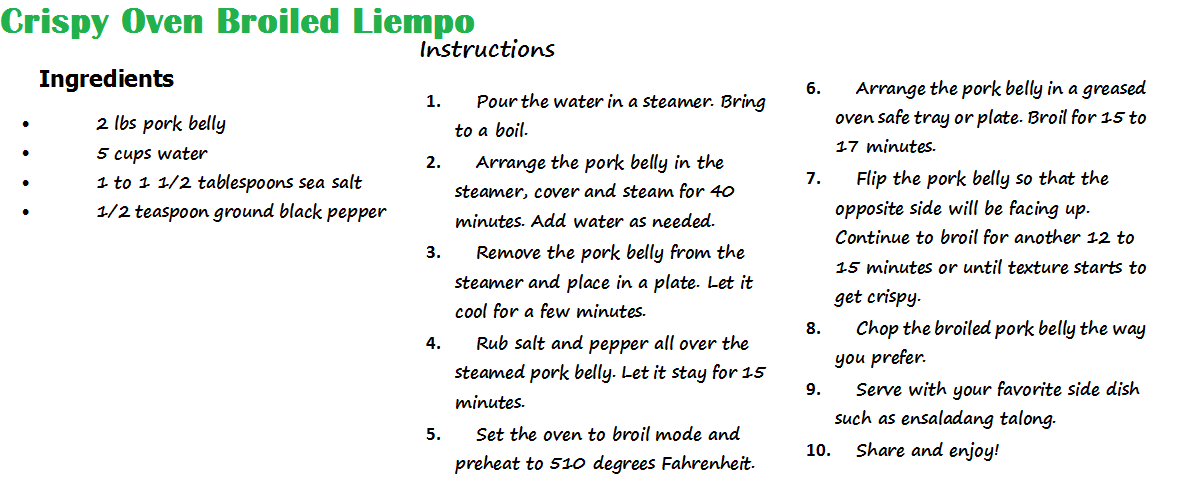 Crispy Oven Broiled Liempo
Ingredients
• 2 lbs pork belly
• 5 cups water
• 1 to 1 1/2 tablespoons sea salt
• 1/2 teaspoon ground black pepper
Instructions
1. Pour the water in a steamer. Bring
to a boil.
2. Arrange the pork belly in the
steamer, cover and steam for 40
minutes. Add water as needed.
3. Remove the pork belly from the
steamer and place in a plate. Let it
cool for a few minutes.
4. Rub salt and pepper all over the
steamed pork belly. Let it stay for 15
minutes.
5. Set the oven to broil mode and
preheat to 510 degrees Fahrenheit.
6. Arrange the pork belly in a greased
oven safe tray or plate. Broil for 15 to
17 minutes.
7. Flip the pork belly so that the
opposite side will be facing up.
Continue to broil for another 12 to
15 minutes or until texture starts to
get crispy.
8. Chop the broiled pork belly the way
you prefer.
9. Serve with your favorite side dish
such as ensaladang talong.
10. Share and enjoy!